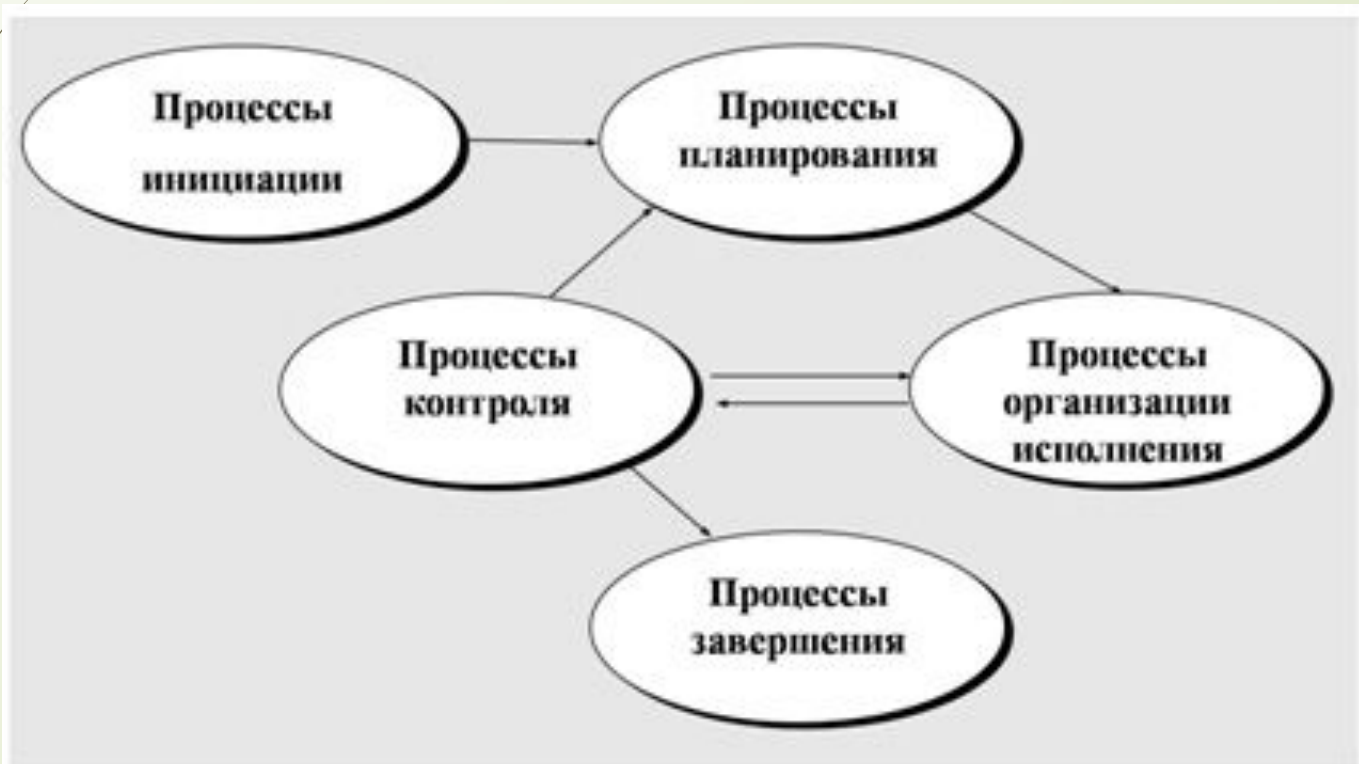 Процессы
инициации
Процессы
планирования
Процессы
контроля
Процессы
организации
исполнения
Процессы
завершения